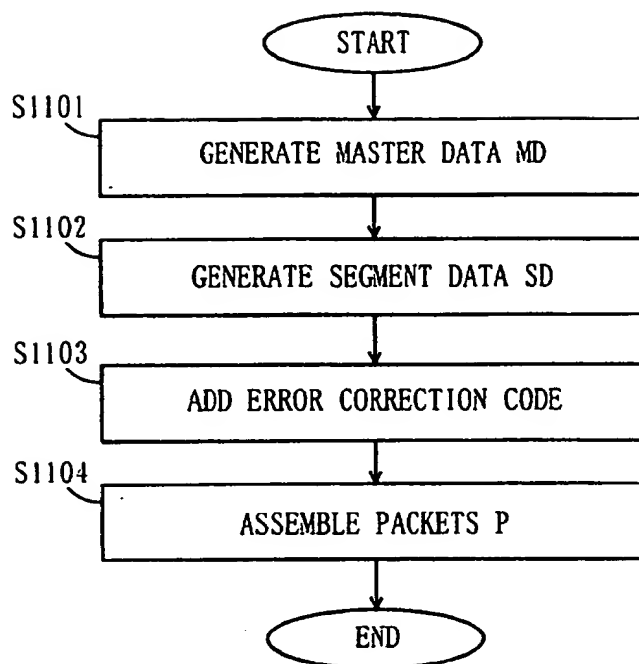 START
S1101
GENERATE MASTER DATA MD
S1102
GENERATE SEGMENT DATA SD
S1103
ADD ERROR CORRECTION CODE
S1104
ASSEMBLE PACKETS P
END